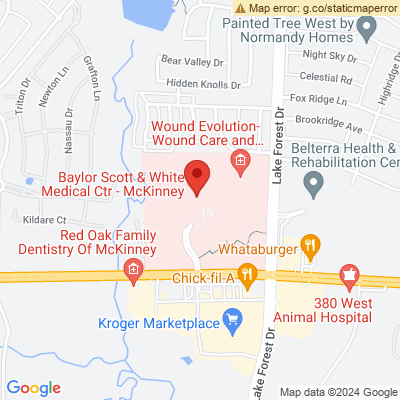 Map error: g.co/staticmaperror
Painted Tree West by
Normandy Homes
Bear Valley Dr
Night Sky Dr
Celestial Rd
Hidden Knolls Dr
Fox Ridge Ln
Highridge Dr
Brookridge Ave
Triton Dr
Newton Ln
Grafton Ln
Nassau Dr
Lake Forest Dr
Wound Evolution-
Wound Care and...
Belterra Health &
Rehabilitation Cen
Baylor Scott & White
Medical Ctr - McKinney
Kildare Ct
Red Oak Family
Dentistry Of McKinney
Whataburger
Chick-fil-A
380 West
Animal Hospital
Kroger Marketplace
Lake Forest Dr
Google
Map data ©2024 Google